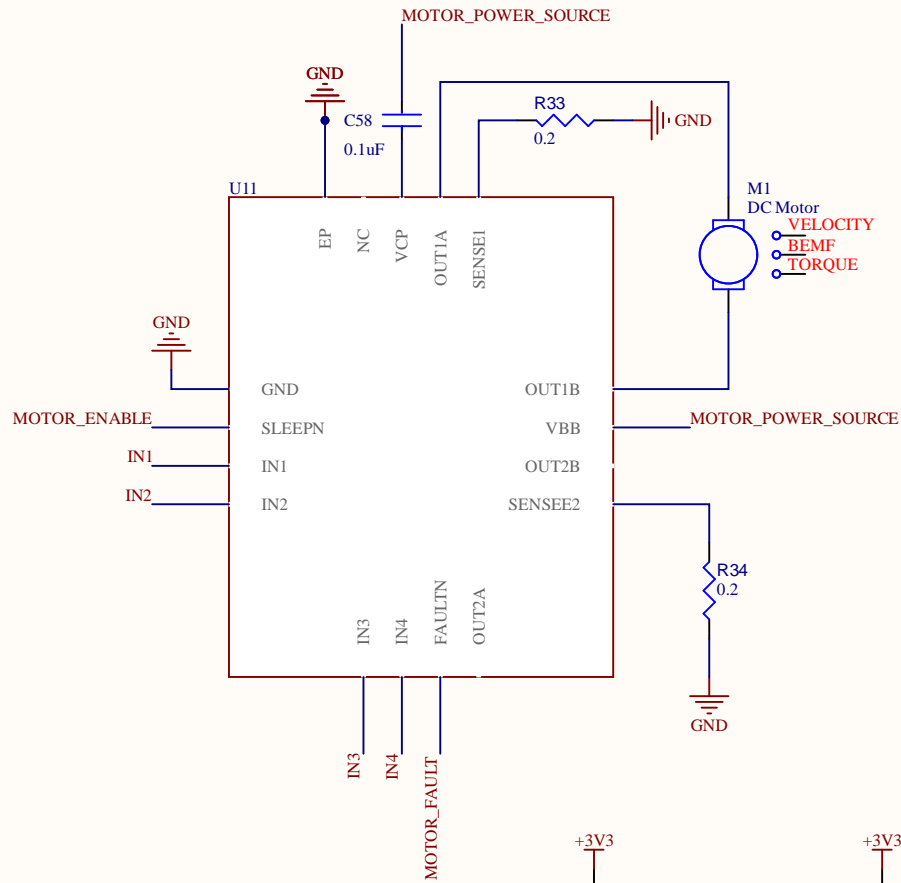 MOTOR_POWER_SOURCE
GND
C58
0.1uF
R33
0.2
GND
U11
M1
DC Motor
VELOCITY
BEMF
TORQUE
EP
NC
VCP
OUT1A
SENSE1
GND
GND
OUT1B
MOTOR_ENABLE
SLEEPN
VBB
MOTOR_POWER_SOURCE
IN1
IN1
OUT2B
IN2
IN2
SENSEE2
R34
0.2
IN3
IN4
FAULTN
OUT2A
GND
IN3
IN4
MOTOR_FAULT
+3V3
+3V3